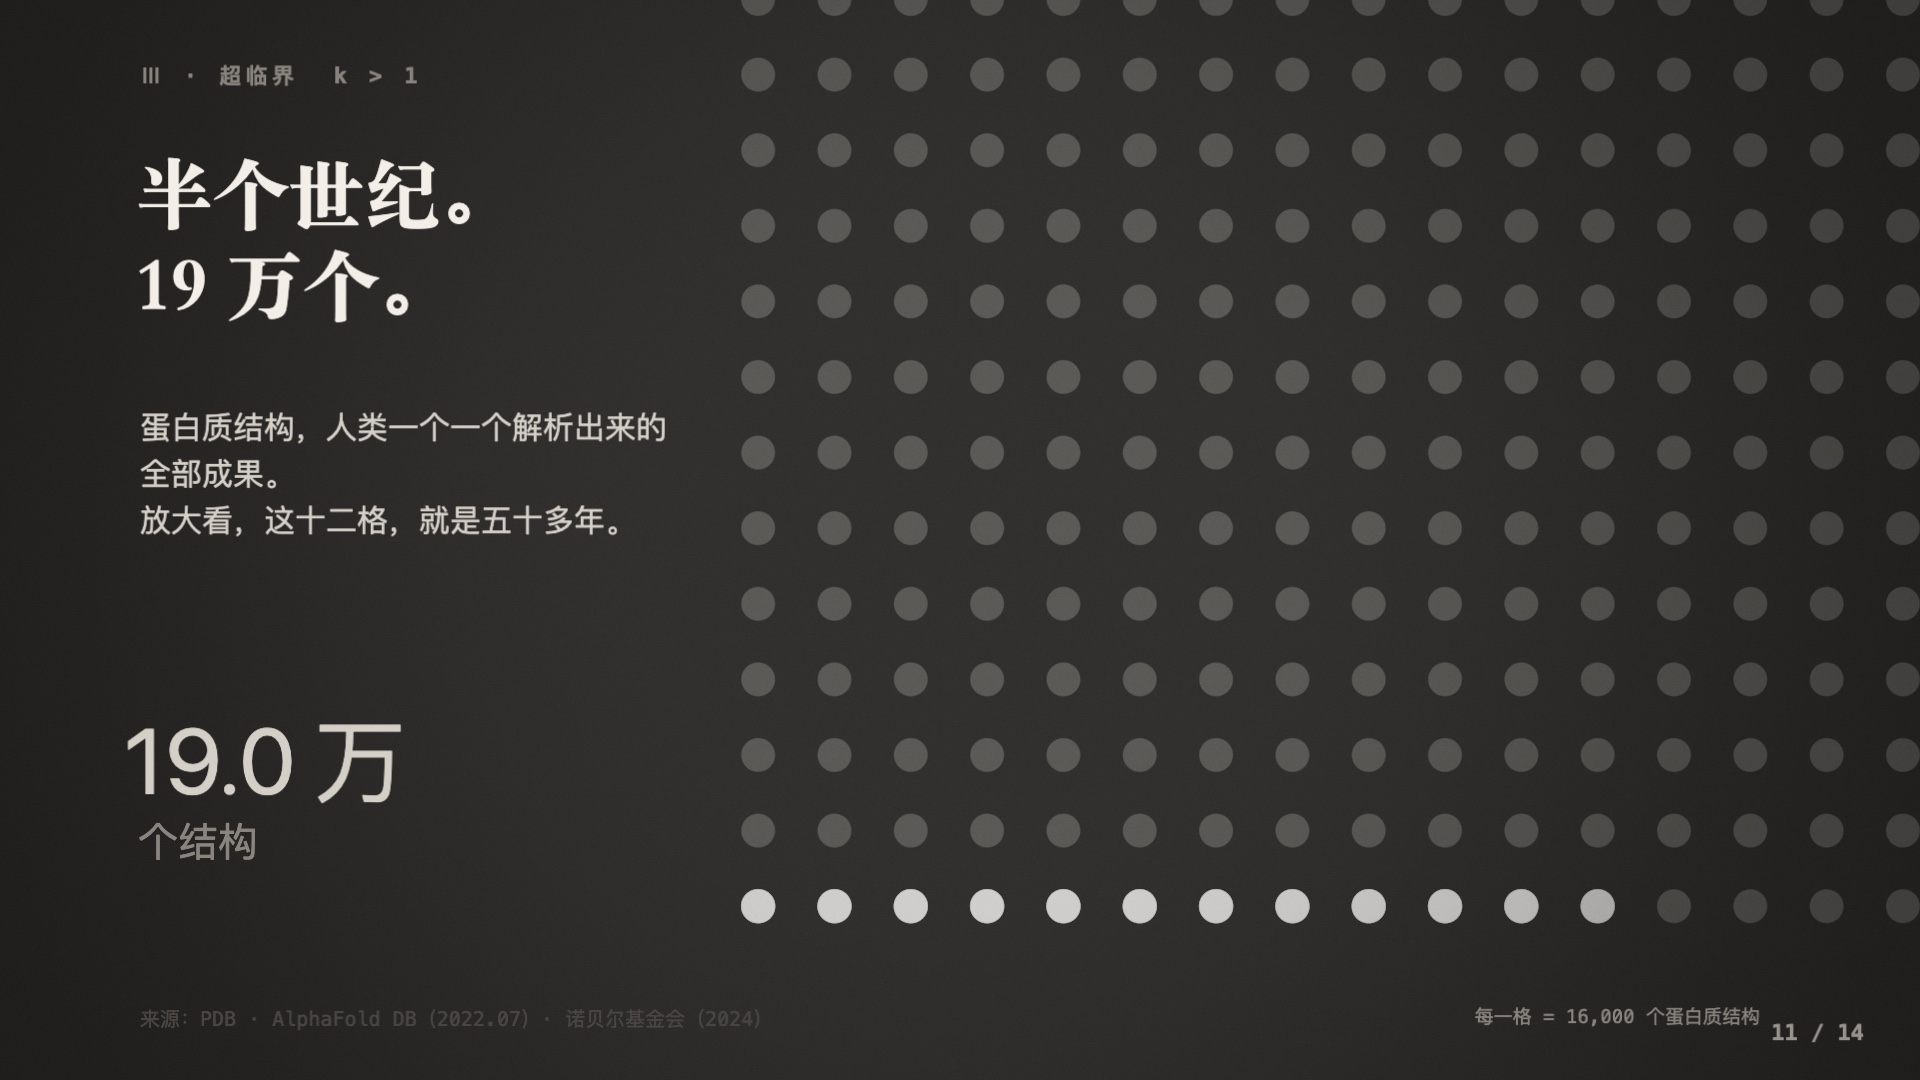 III · 超临界 k > 1
半个世纪。
19 万个。
蛋白质结构，人类一个一个解析出来的
全部成果。
放大看，这十二格，就是五十多年。
19.0 万
个结构
来源：PDB · AlphaFold DB (2022.07) · 诺贝尔基金会 (2024)
每一格 = 16,000 个蛋白质结构
11 / 14